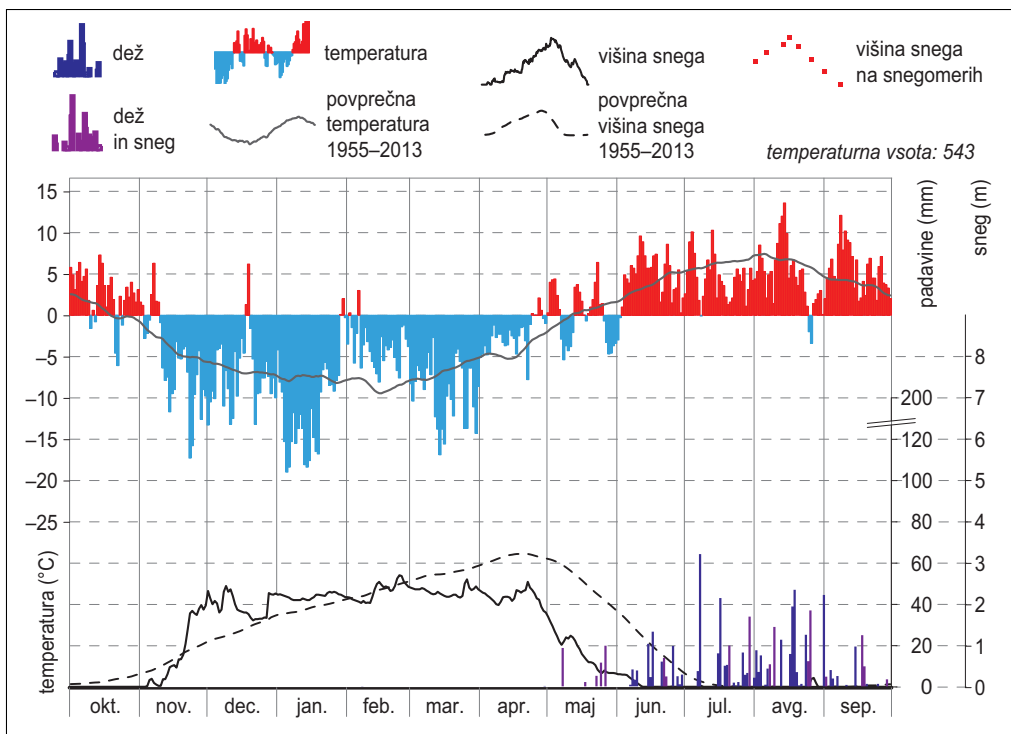 dež
temperatura
višina snega
višina snega
na snegomerih
dež
in sneg
povprečna
temperatura
1955–2013
povprečna
višina snega
1955–2013
temperaturna vsota: 543
15
10
5
0
–5
–10
–15
–20
–25
temperatura (°C)
padavine (mm)
200
120
100
60
40
20
0
sneg (m)
8
7
6
5
4
3
2
1
0
okt.
nov.
dec.
jan.
feb.
mar.
apr.
maj
jun.
jul.
avg.
sep.